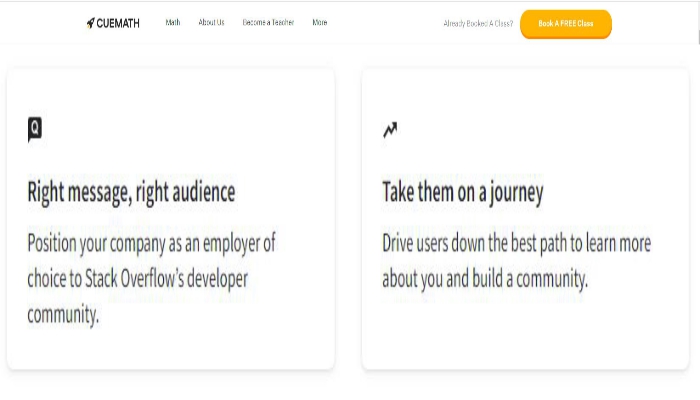 CUEMATH Math About Us Become a Teacher More Already Booked A Class? Book A FREE Class
Right message, right audience
Position your company as an employer of
choice to Stack Overflow's developer
community.
Take them on a journey
Drive users down the best path to learn more
about you and build a community.